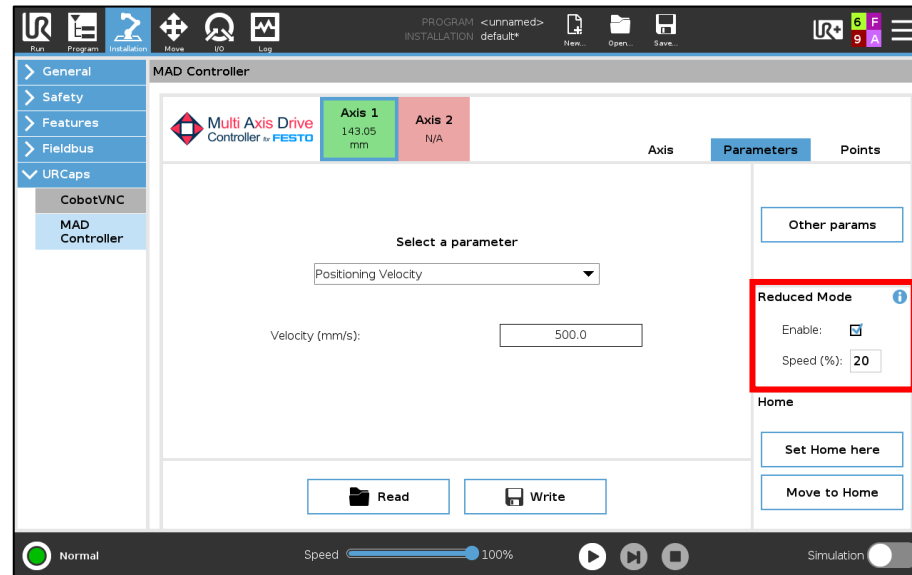 PROGRAM <unnamed>
INSTALLATION default*
UR
Run
Program
Installation
Move
I/O
Log
New...
Open...
Save...
UR+
6 F
9 A
General
Safety
Features
Fieldbus
URCaps
CobotVNC
MAD
Controller
MAD Controller
Multi Axis Drive
Controller for FESTO
Axis 1
143.05
mm
Axis 2
N/A
Axis
Parameters
Points
Select a parameter
Positioning Velocity
Velocity (mm/s): 500.0
Other params
Reduced Mode i
Enable:
Speed (%): 20
Home
Set Home here
Move to Home
Read
Write
Normal
Speed 100%
Simulation